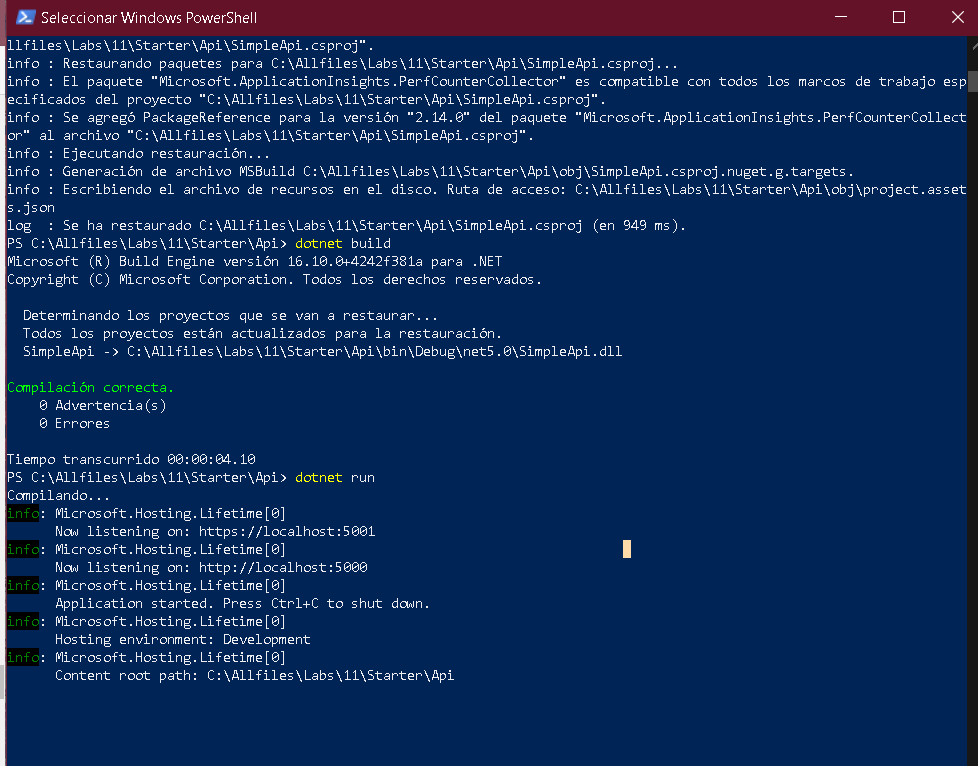 Seleccionar Windows PowerShell
llfiles\Labs\11\Starter\Api\SimpleApi.csproj".
info : Restaurando paquetes para C:\Allfiles\Labs\11\Starter\Api\SimpleApi.csproj...
info : El paquete "Microsoft.ApplicationInsights.PerfCounterCollector" es compatible con todos los marcos de trabajo esp
ecificados del proyecto "C:\Allfiles\Labs\11\Starter\Api\SimpleApi.csproj".
info : Se agregó PackageReference para la versión "2.14.0" del paquete "Microsoft.ApplicationInsights.PerfCounterCollect
or" al archivo "C:\Allfiles\Labs\11\Starter\Api\SimpleApi.csproj".
info : Ejecutando restauración...
info : Generación de archivo MSBuild C:\Allfiles\Labs\11\Starter\Api\obj\SimpleApi.csproj.nuget.g.targets.
info : Escribiendo el archivo de recursos en el disco. Ruta de acceso: C:\Allfiles\Labs\11\Starter\Api\obj\project.asset
s.json
log  : Se ha restaurado C:\Allfiles\Labs\11\Starter\Api\SimpleApi.csproj (en 949 ms).
PS C:\Allfiles\Labs\11\Starter\Api> dotnet build
Microsoft (R) Build Engine versión 16.10.0+4242f381a para .NET
Copyright (C) Microsoft Corporation. Todos los derechos reservados.
  Determinando los proyectos que se van a restaurar...
  Todos los proyectos están actualizados para la restauración.
  SimpleApi -> C:\Allfiles\Labs\11\Starter\Api\bin\Debug\net5.0\SimpleApi.dll
Compilación correcta.
    0 Advertencia(s)
    0 Errores
Tiempo transcurrido 00:00:04.10
PS C:\Allfiles\Labs\11\Starter\Api> dotnet run
Compilando...
info: Microsoft.Hosting.Lifetime[0]
      Now listening on: https://localhost:5001
info: Microsoft.Hosting.Lifetime[0]
      Now listening on: http://localhost:5000
info: Microsoft.Hosting.Lifetime[0]
      Application started. Press Ctrl+C to shut down.
info: Microsoft.Hosting.Lifetime[0]
      Hosting environment: Development
info: Microsoft.Hosting.Lifetime[0]
      Content root path: C:\Allfiles\Labs\11\Starter\Api